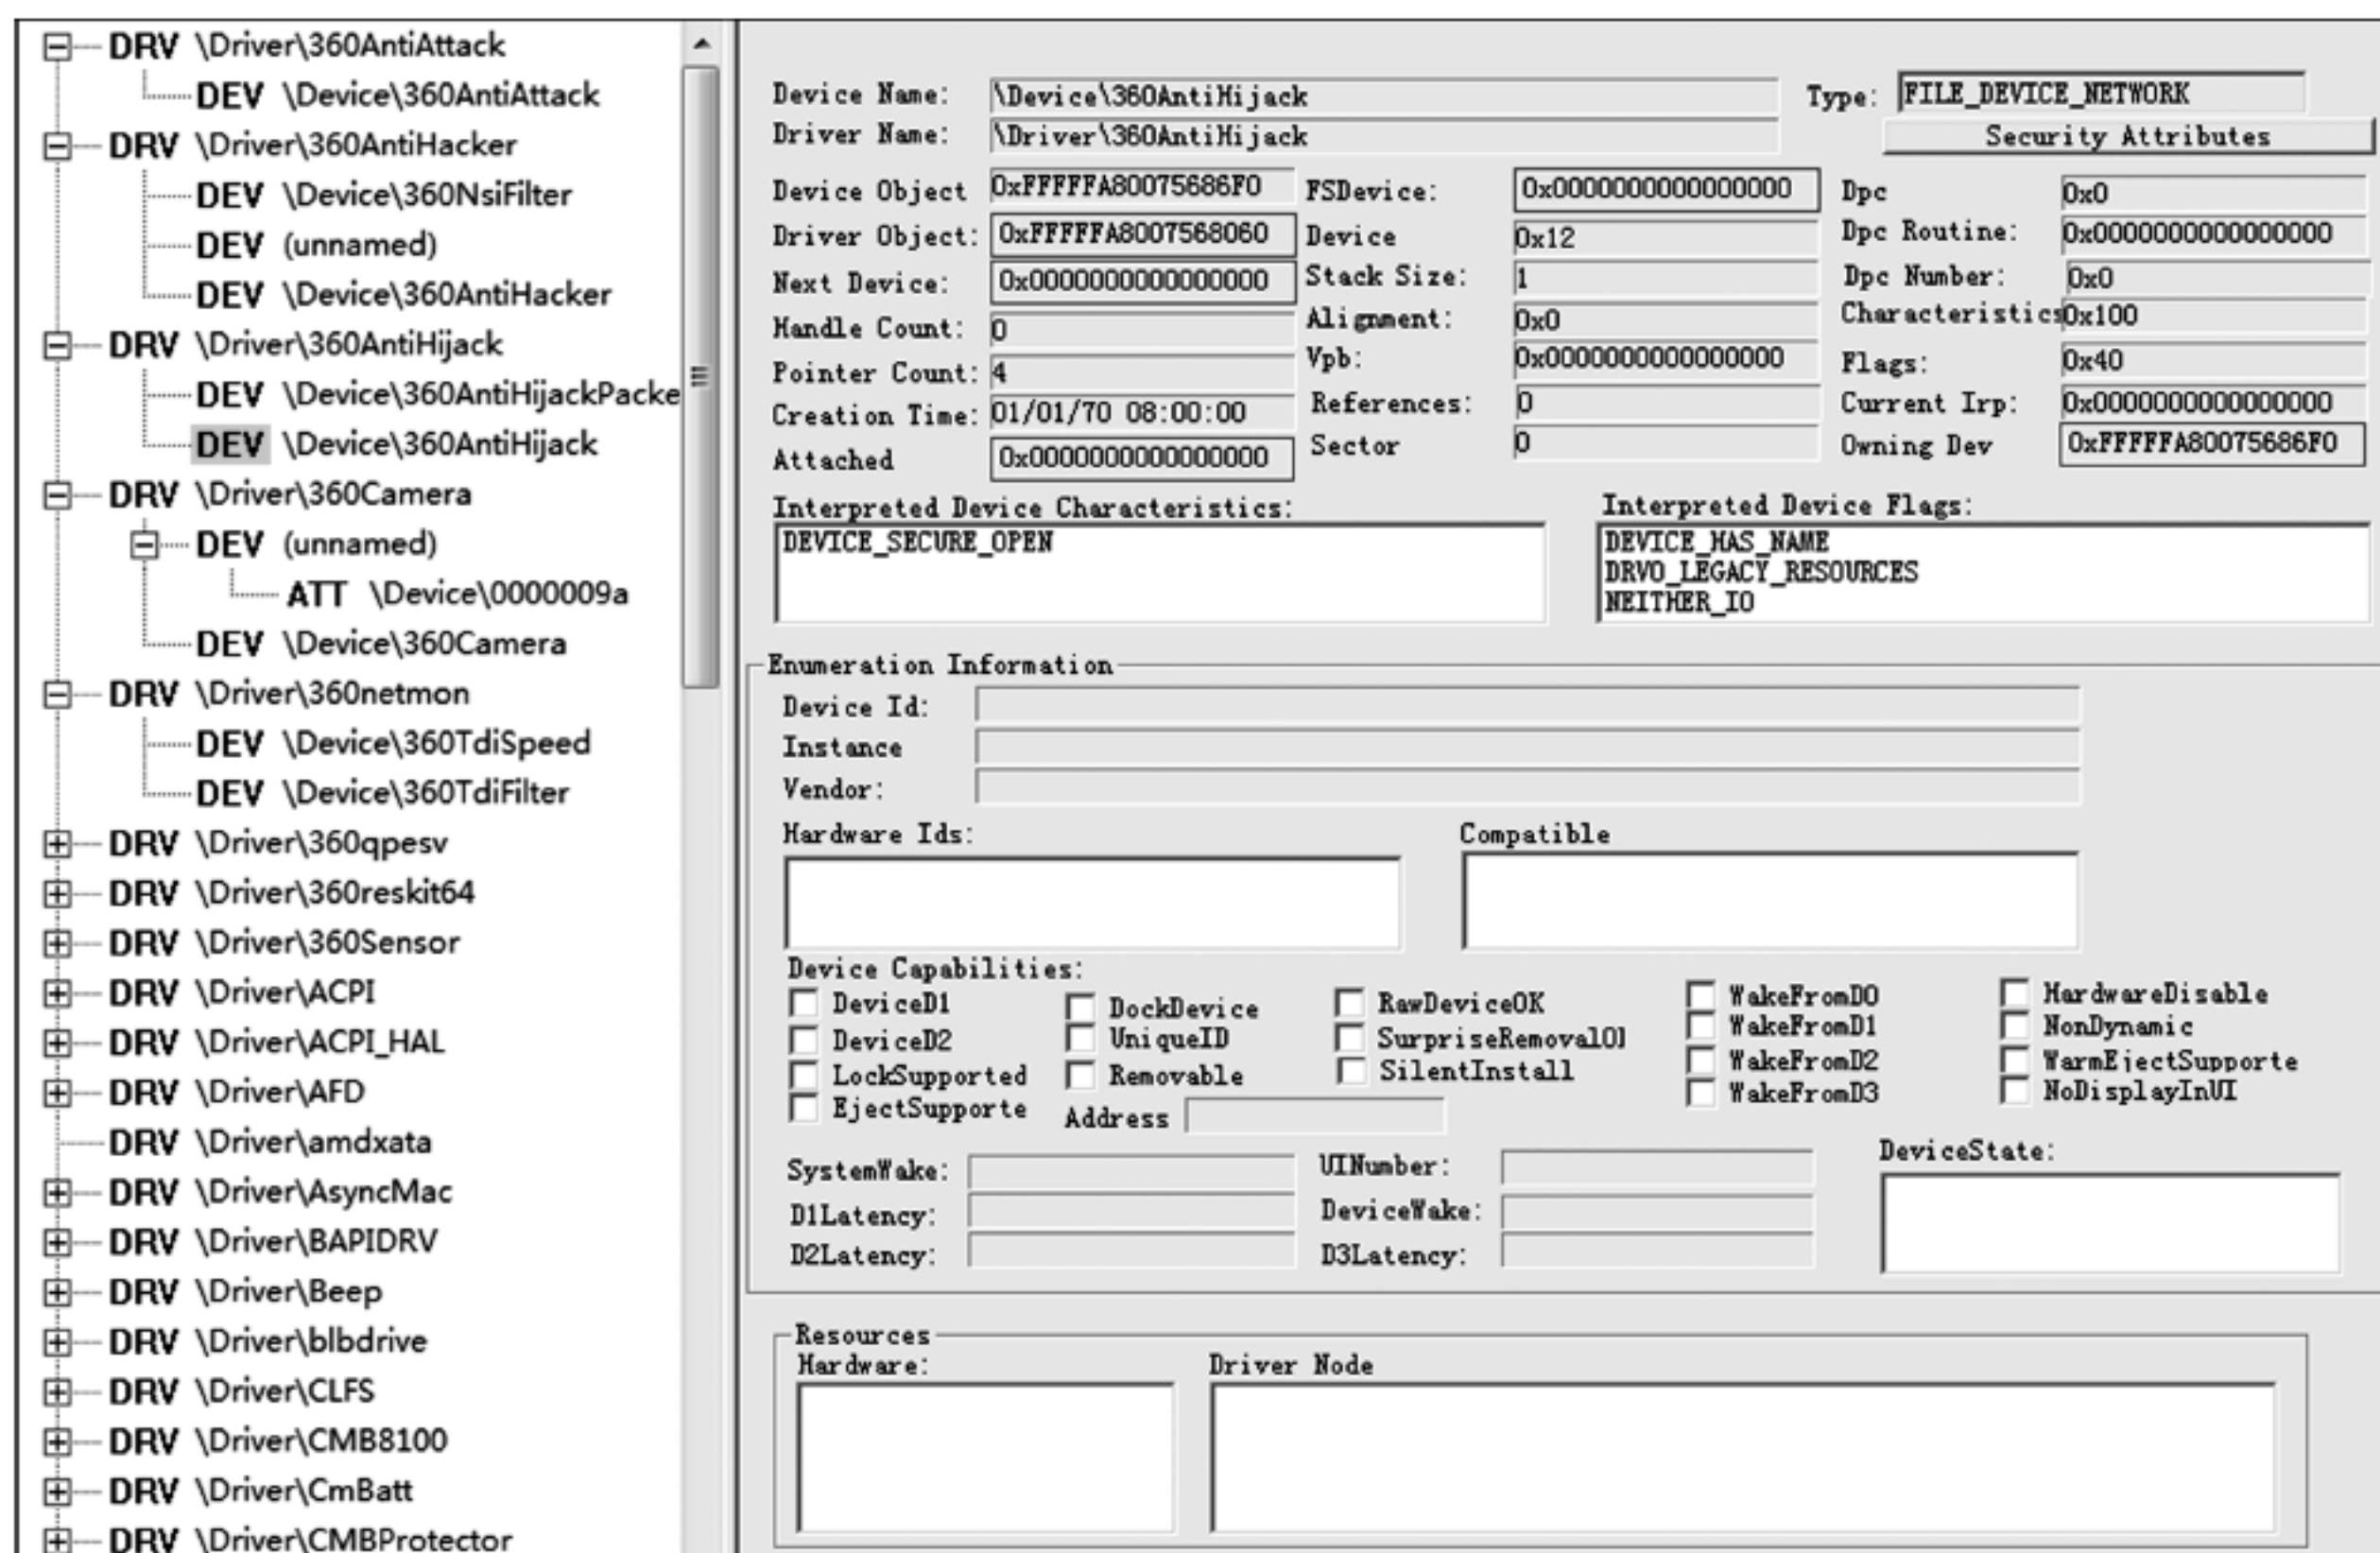 DRV \Driver\360AntiAttack
DEV \Device\360AntiAttack
DRV \Driver\360AntiHacker
DEV \Device\360NsiFilter
DEV (unnamed)
DEV \Device\360AntiHacker
DRV \Driver\360AntiHijack
DEV \Device\360AntiHijackPacke
DEV \Device\360AntiHijack
DRV \Driver\360Camera
DEV (unnamed)
ATT \Device\0000009a
DEV \Device\360Camera
DRV \Driver\360netmon
DEV \Device\360TdiSpeed
DEV \Device\360TdiFilter
DRV \Driver\360qpesv
DRV \Driver\360reskit64
DRV \Driver\360Sensor
DRV \Driver\ACPI
DRV \Driver\ACPI_HAL
DRV \Driver\AFD
DRV \Driver\amdxata
DRV \Driver\AsyncMac
DRV \Driver\BAPIDRV
DRV \Driver\Beep
DRV \Driver\blbdrive
DRV \Driver\CLFS
DRV \Driver\CMB8100
DRV \Driver\CmBatt
DRV \Driver\CMBProtector
Device Name: \Device\360AntiHijack Type: FILE_DEVICE_NETWORK
Driver Name: \Driver\360AntiHijack Security Attributes
Device Object 0xFFFFFA80075686F0 FSDevice: 0x0000000000000000 Dpc 0x0
Driver Object: 0xFFFFFA8007568060 Device 0x12 Dpc Routine: 0x0000000000000000
Next Device: 0x0000000000000000 Stack Size: 1 Dpc Number: 0x0
Handle Count: 0 Alignment: 0x0 Characteristics 0x100
Pointer Count: 4 Vpb: 0x0000000000000000 Flags: 0x40
Creation Time: 01/01/70 08:00:00 References: 0 Current Irp: 0x0000000000000000
Attached 0x0000000000000000 Sector 0 Owning Dev 0xFFFFFA80075686F0
Interpreted Device Characteristics: Interpreted Device Flags:
DEVICE_SECURE_OPEN DEVICE_HAS_NAME
DRVO_LEGACY_RESOURCES
NEITHER_IO
Enumeration Information
Device Id:
Instance
Vendor:
Hardware Ids: Compatible
Device Capabilities:
DeviceD1 DockDevice RawDeviceOK WakeFromD0 HardwareDisable
DeviceD2 UniqueID SurpriseRemovalOl WakeFromD1 NonDynamic
LockSupported Removable SilentInstall WakeFromD2 WarmEjectSupporte
EjectSupporte Address WakeFromD3 NoDisplayInUI
SystemWake: UINumber: DeviceState:
D1Latency: DeviceWake:
D2Latency: D3Latency:
Resources
Hardware: Driver Node